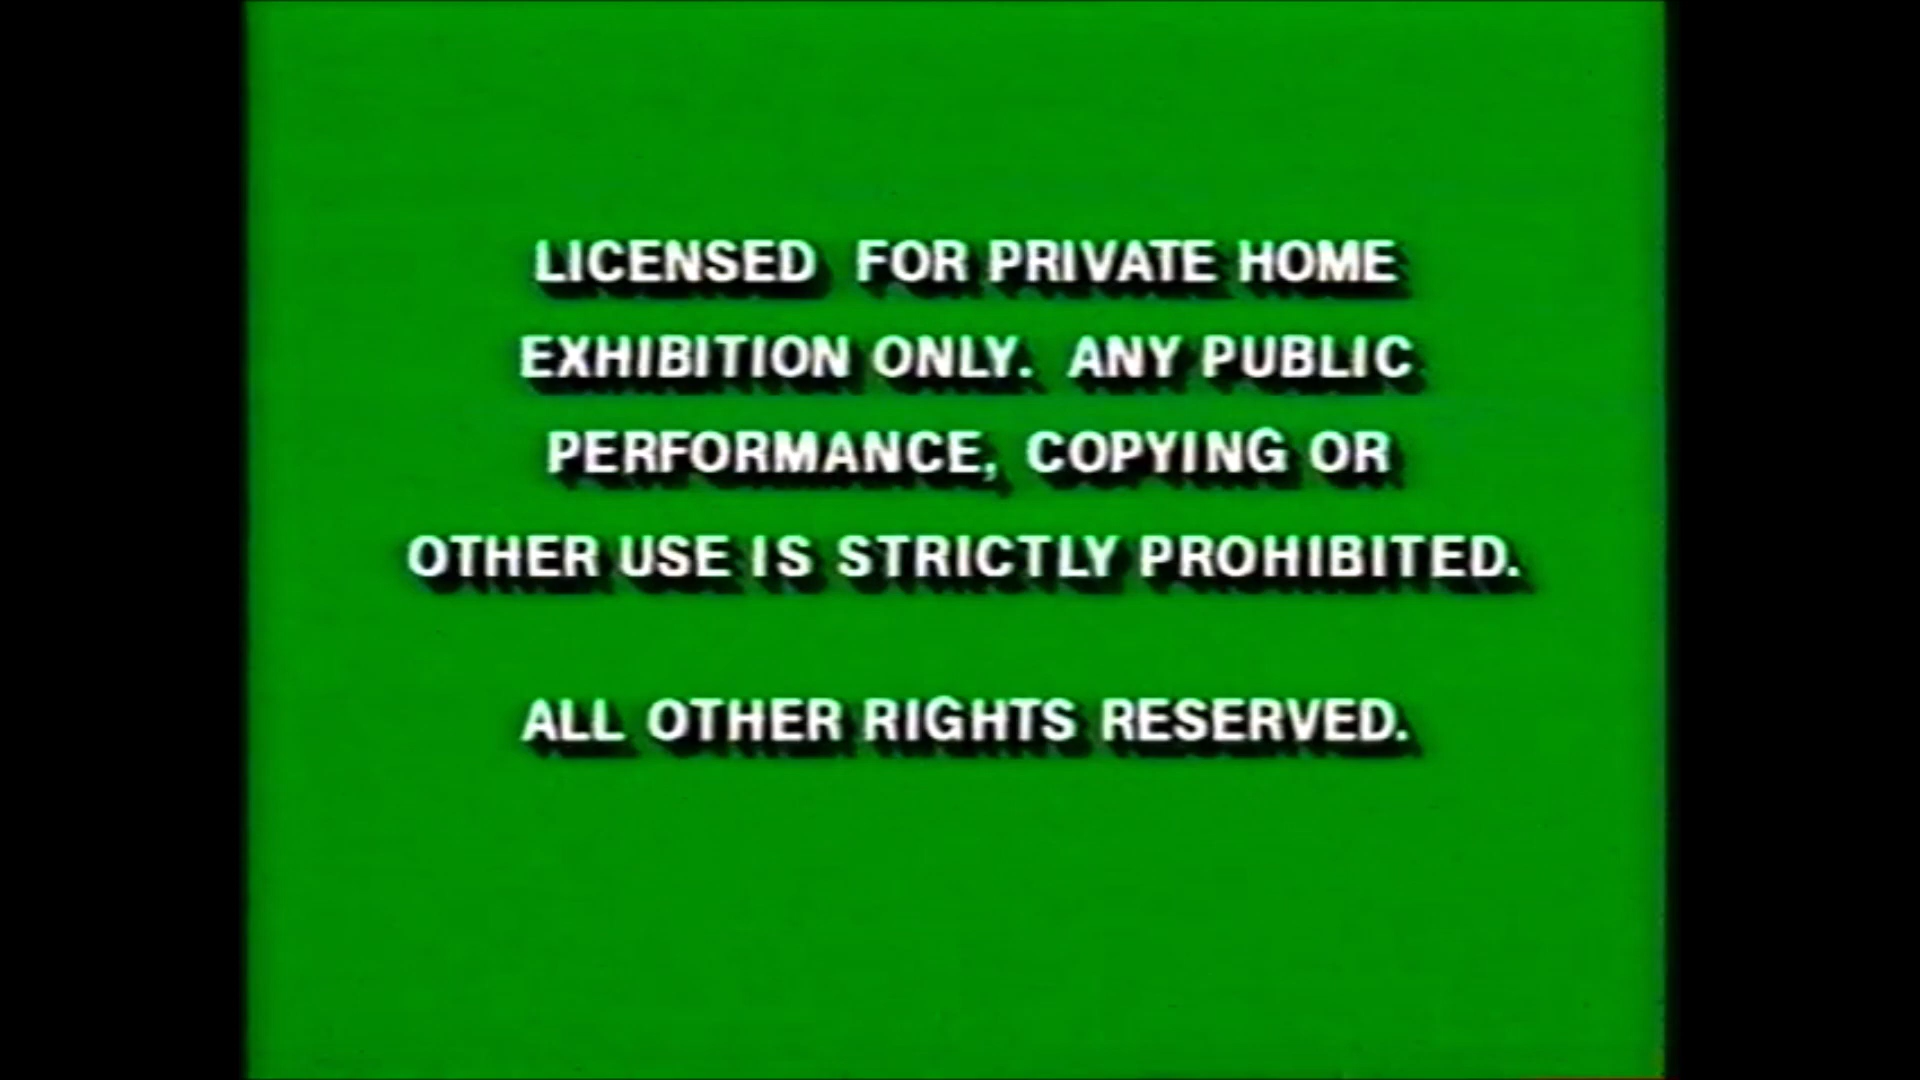 LICENSED FOR PRIVATE HOME
EXHIBITION ONLY. ANY PUBLIC
PERFORMANCE, COPYING OR
OTHER USE IS STRICTLY PROHIBITED.
ALL OTHER RIGHTS RESERVED.